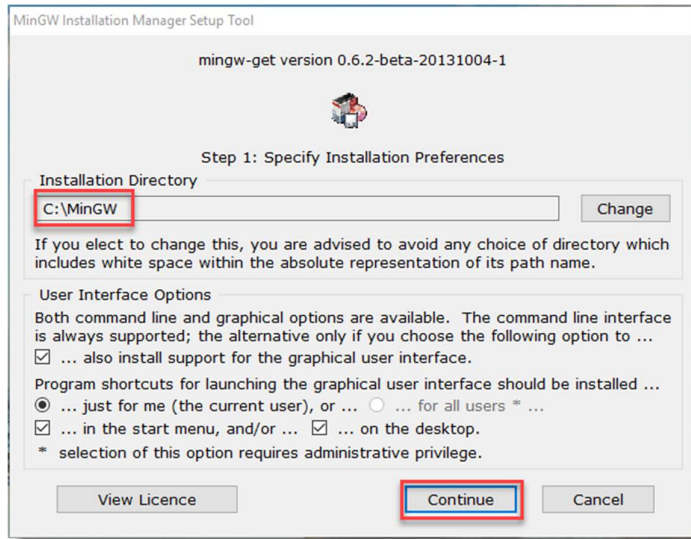 MinGW Installation Manager Setup Tool
mingw-get version 0.6.2-beta-20131004-1
Step 1: Specify Installation Preferences
Installation Directory
C:\MinGW
Change
If you elect to change this, you are advised to avoid any choice of directory which
includes white space within the absolute representation of its path name.
User Interface Options
Both command line and graphical options are available. The command line interface
is always supported; the alternative only if you choose the following option to ...
... also install support for the graphical user interface.
Program shortcuts for launching the graphical user interface should be installed ...
... just for me (the current user), or ... ... for all users * ...
... in the start menu, and/or ... ... on the desktop.
* selection of this option requires administrative privilege.
View Licence Continue Cancel